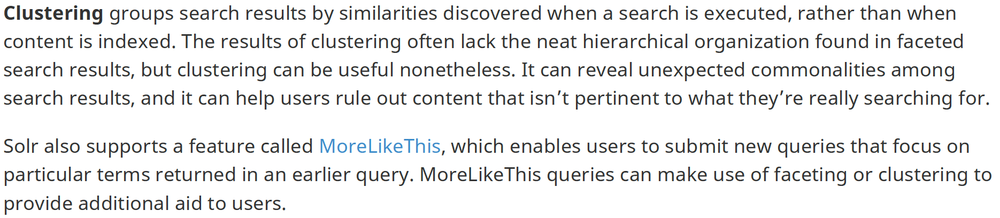 Clustering groups search results by similarities discovered when a search is executed, rather than when
content is indexed. The results of clustering often lack the neat hierarchical organization found in faceted
search results, but clustering can be useful nonetheless. It can reveal unexpected commonalities among
search results, and it can help users rule out content that isn’t pertinent to what they’re really searching for.
Solr also supports a feature called MoreLikeThis, which enables users to submit new queries that focus on
particular terms returned in an earlier query. MoreLikeThis queries can make use of faceting or clustering to
provide additional aid to users.